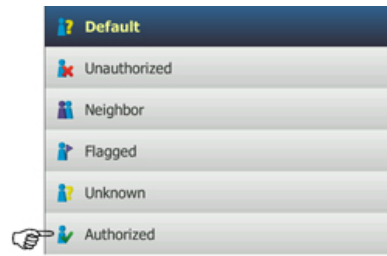 Default
Unauthorized
Neighbor
Flagged
Unknown
Authorized